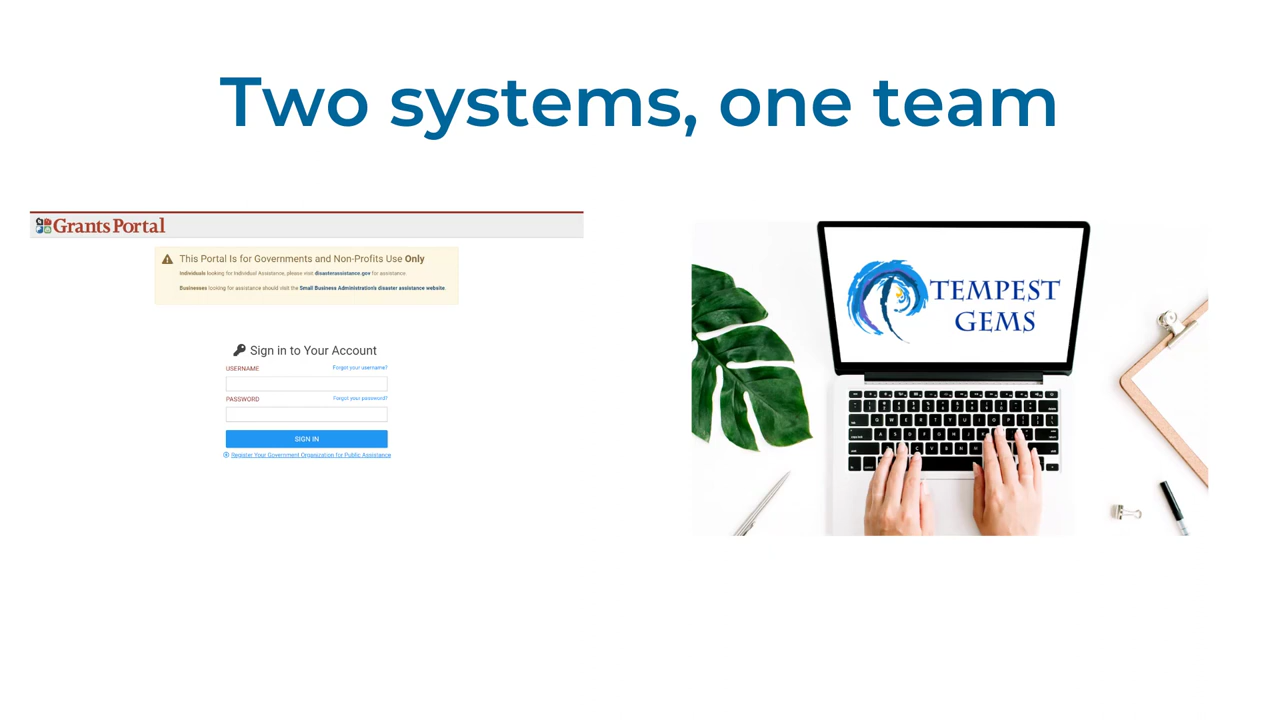 Two systems, one team
Grants Portal
This Portal Is for Governments and Non-Profits Use Only
Individuals looking for Individual Assistance, please visit disasterassistance.gov for assistance.
Businesses looking for assistance should visit the Small Business Administration's disaster assistance website.
Sign in to Your Account
USERNAME Forgot your username?
PASSWORD Forgot your password?
SIGN IN
Register Your Government Organization for Public Assistance
TEMPEST
GEMS